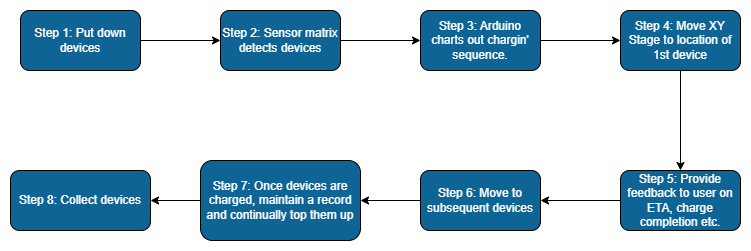 Step 1: Put down
devices
Step 2: Sensor matrix
detects devices
Step 3: Arduino
charts out chargin'
sequence.
Step 4: Move XY
Stage to location of
1st device
Step 5: Provide
feedback to user on
ETA, charge
completion etc.
Step 6: Move to
subsequent devices
Step 7: Once devices are
charged, maintain a record
and continually top them up
Step 8: Collect devices